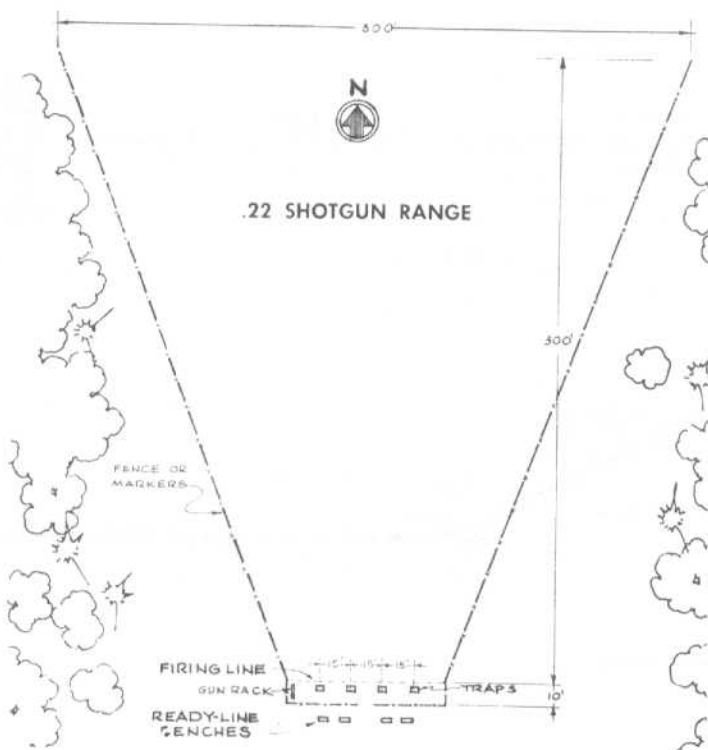 300'
N
.22 SHOTGUN RANGE
300'
FENCE OR
MARKERS
15' 15' 15'
FIRING LINE
GUN RACK
TRAPS
10'
READY-LINE
BENCHES